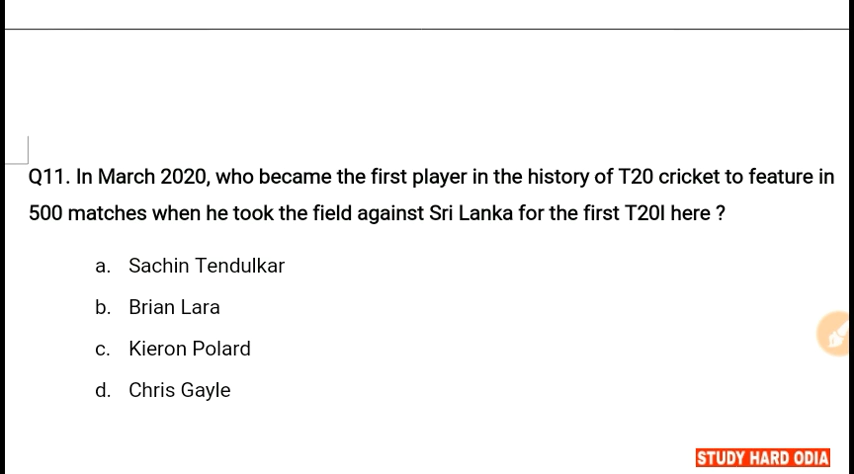 Q11. In March 2020, who became the first player in the history of T20 cricket to feature in
500 matches when he took the field against Sri Lanka for the first T20I here ?
a. Sachin Tendulkar
b. Brian Lara
c. Kieron Polard
d. Chris Gayle
STUDY HARD ODIA